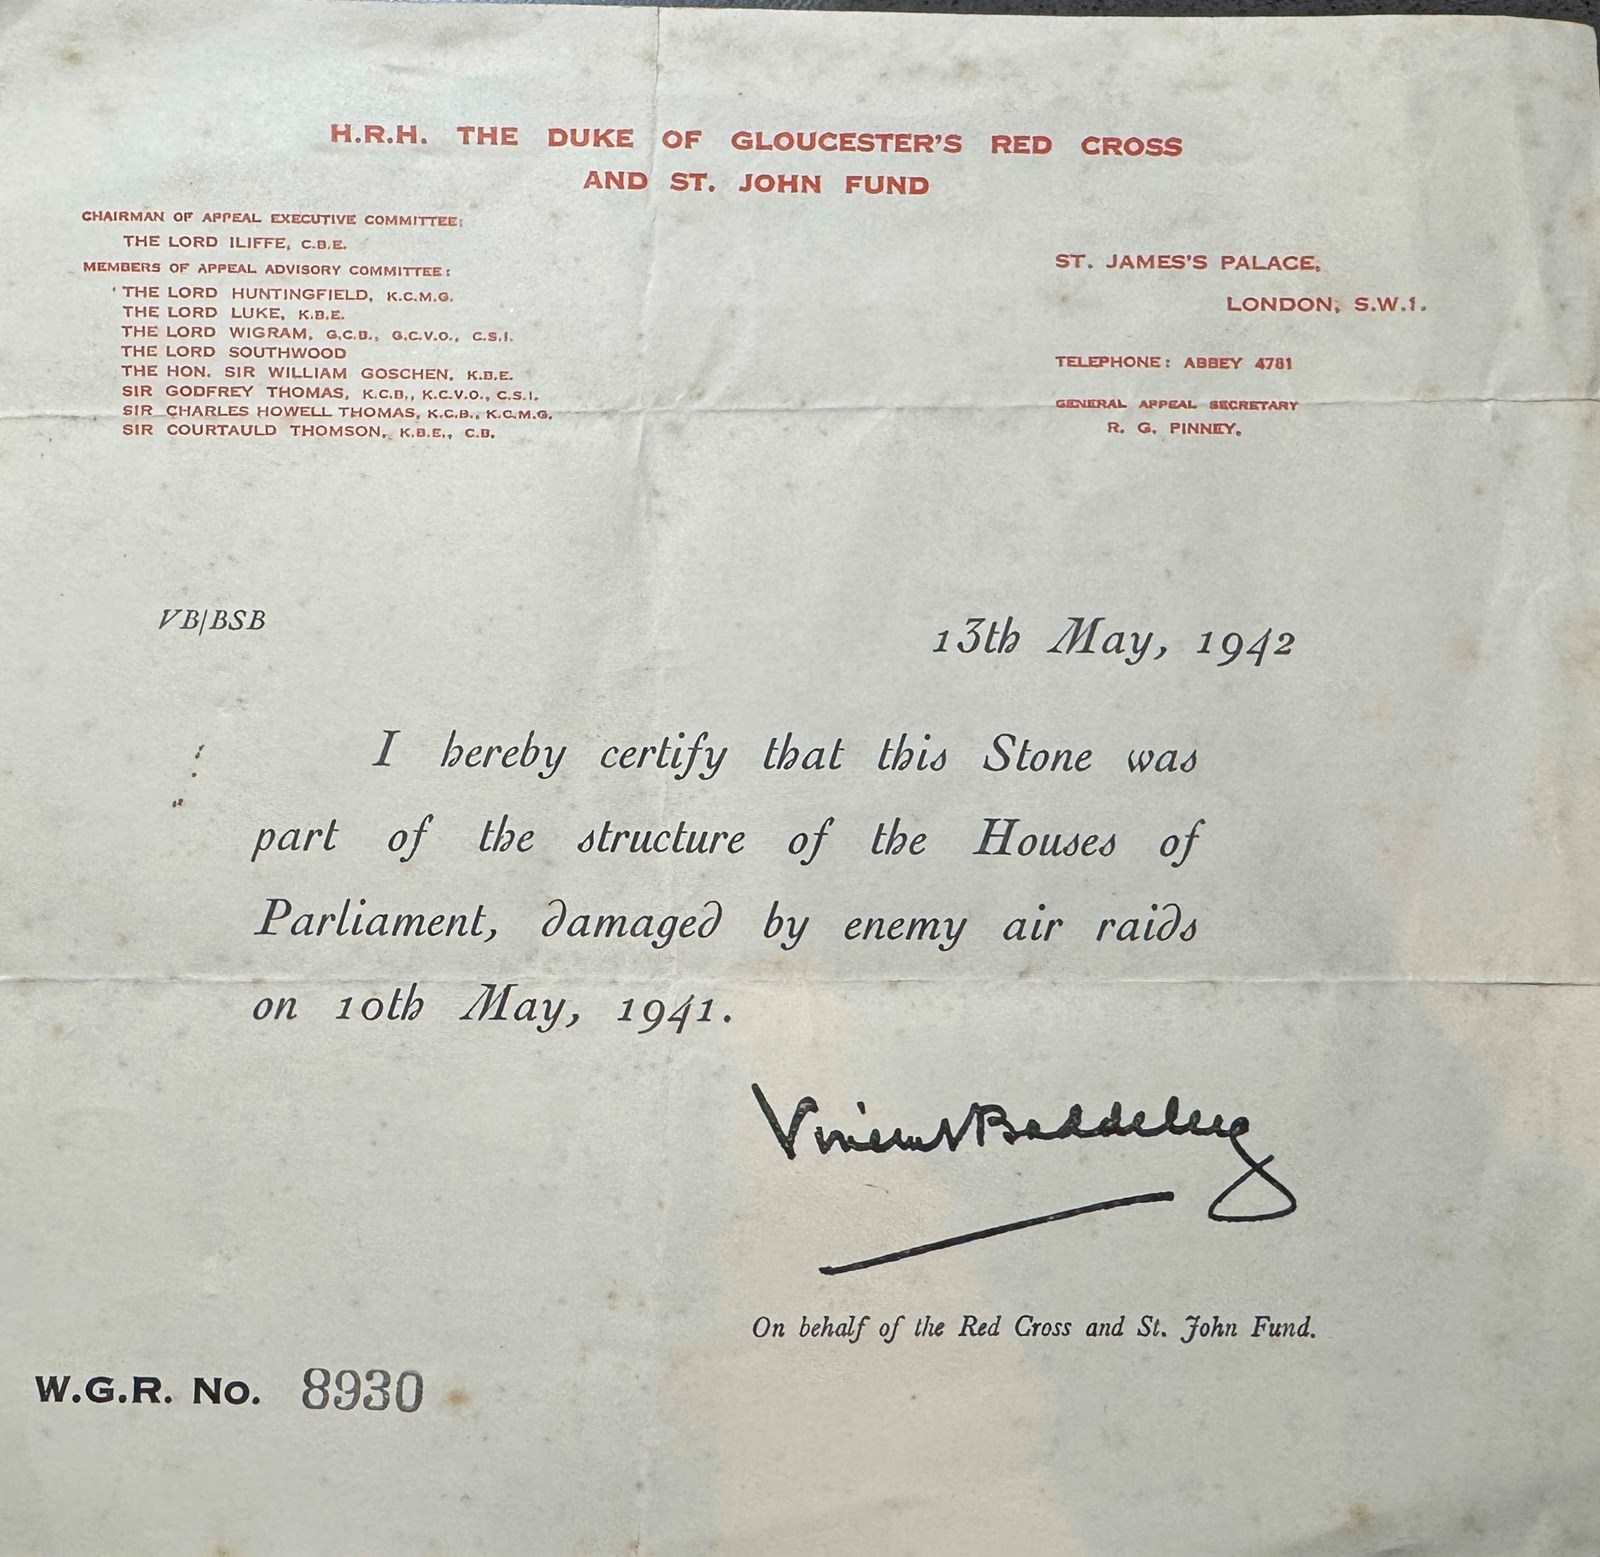 H.R.H. THE DUKE OF GLOUCESTER'S RED CROSS
AND ST. JOHN FUND
CHAIRMAN OF APPEAL EXECUTIVE COMMITTEE:
THE LORD ILIFFE, C.B.E.
MEMBERS OF APPEAL ADVISORY COMMITTEE:
THE LORD HUNTINGFIELD, K.C.M.G.
THE LORD LUKE, K.B.E.
THE LORD WIGRAM, G.C.B., G.C.V.O., C.S.I.
THE LORD SOUTHWOOD
THE HON. SIR WILLIAM GOSCHEN, K.B.E.
SIR GODFREY THOMAS, K.C.B., K.C.V.O., C.S.I.
SIR CHARLES HOWELL THOMAS, K.C.B., K.C.M.G.
SIR COURTAULD THOMSON, K.B.E., C.B.
ST. JAMES'S PALACE,
LONDON, S.W.1.
TELEPHONE: ABBEY 4781
GENERAL APPEAL SECRETARY
R. G. PINNEY.
VB/BSB
13th May, 1942
I hereby certify that this Stone was
part of the structure of the Houses of
Parliament, damaged by enemy air raids
on 10th May, 1941.
Vincent Baddeley
On behalf of the Red Cross and St. John Fund.
W.G.R. No. 8930